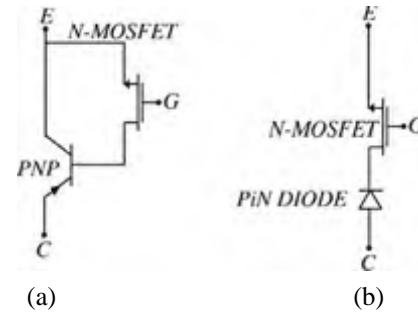 E
N-MOSFET
G
PNP
C
(a)
E
G
N-MOSFET
PiN DIODE
C
(b)